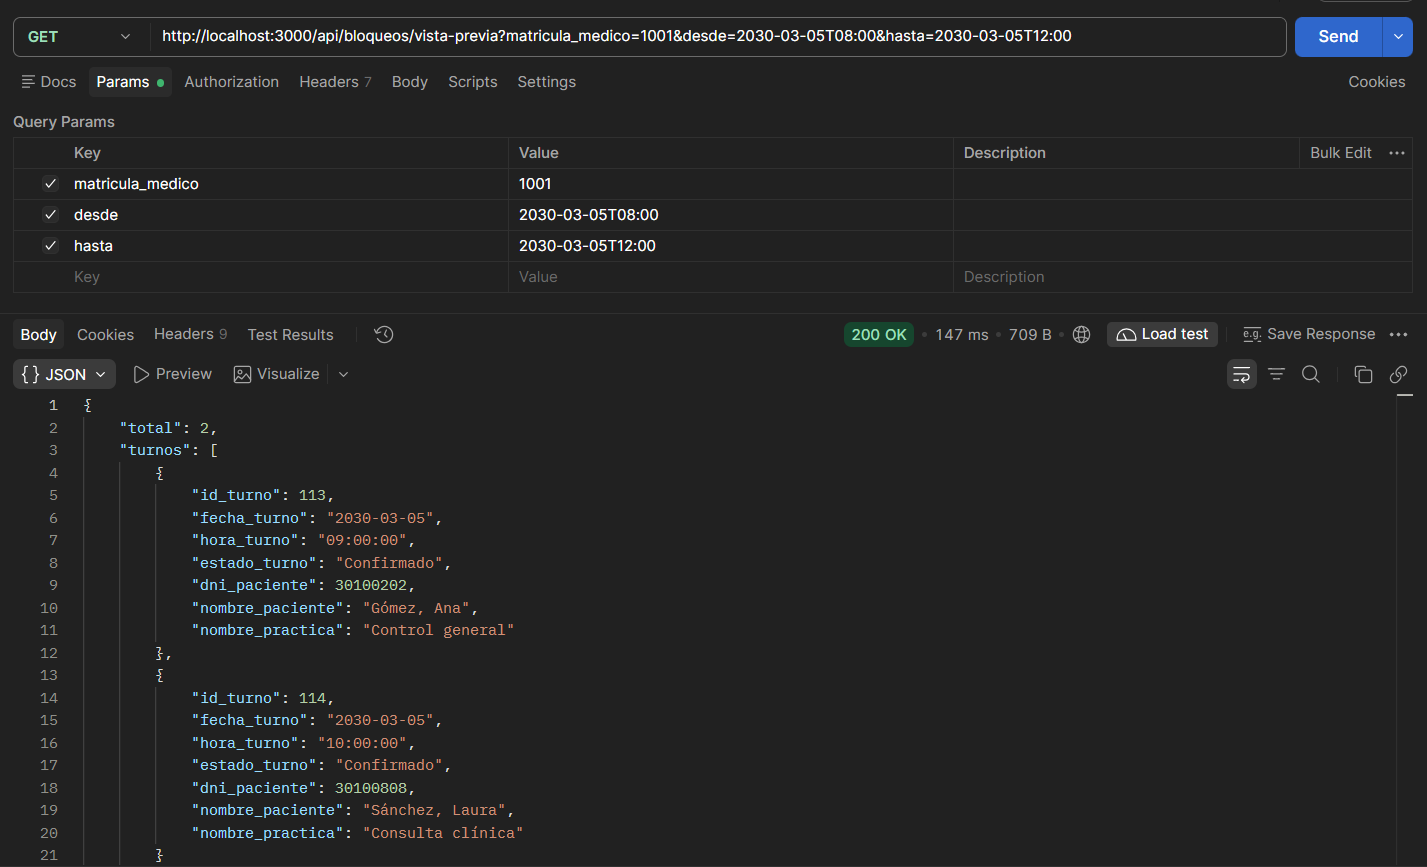 GET http://localhost:3000/api/bloqueos/vista-previa?matricula_medico=1001&desde=2030-03-05T08:00&hasta=2030-03-05T12:00 Send
Docs Params Authorization Headers 7 Body Scripts Settings Cookies
Query Params
Key Value Description Bulk Edit
matricula_medico 1001
desde 2030-03-05T08:00
hasta 2030-03-05T12:00
Key Value Description
Body Cookies Headers 9 Test Results 200 OK 147 ms 709 B Load test e.g. Save Response
{} JSON Preview Visualize
1 {
2 "total": 2,
3 "turnos": [
4 {
5 "id_turno": 113,
6 "fecha_turno": "2030-03-05",
7 "hora_turno": "09:00:00",
8 "estado_turno": "Confirmado",
9 "dni_paciente": 30100202,
10 "nombre_paciente": "Gómez, Ana",
11 "nombre_practica": "Control general"
12 },
13 {
14 "id_turno": 114,
15 "fecha_turno": "2030-03-05",
16 "hora_turno": "10:00:00",
17 "estado_turno": "Confirmado",
18 "dni_paciente": 30100808,
19 "nombre_paciente": "Sánchez, Laura",
20 "nombre_practica": "Consulta clínica"
21 }